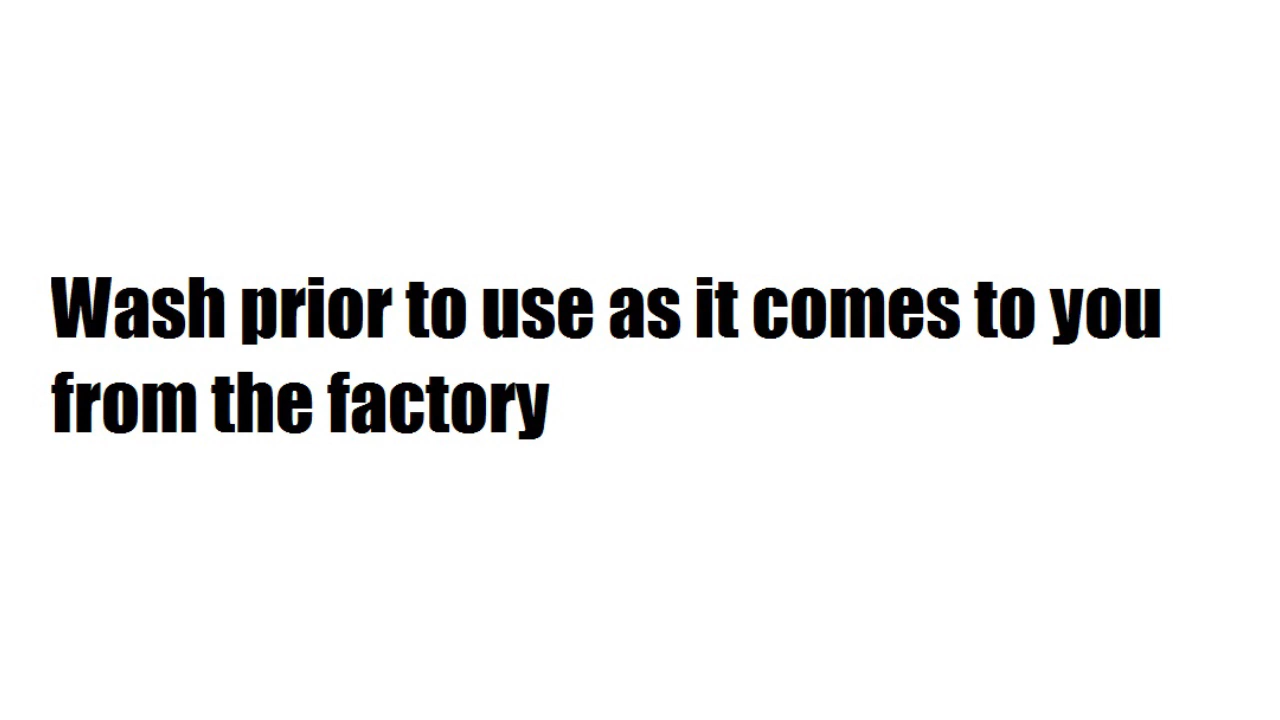 Wash prior to use as it comes to you
from the factory